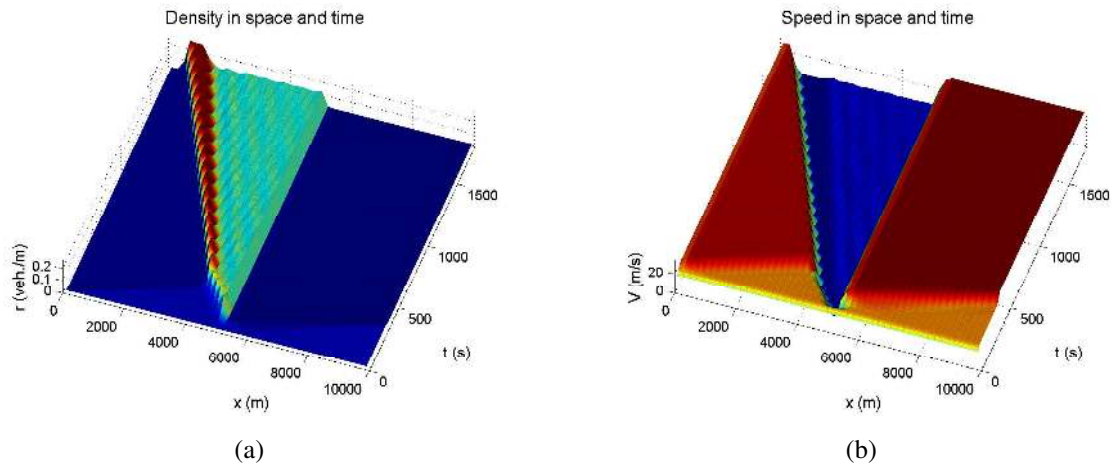 Density in space and time
r (veh./m)
0.2
0.1
0
0
2000
4000
6000
8000
10000
x (m)
0
500
1000
1500
t (s)
(a)
Speed in space and time
V (m/s)
20
0
0
2000
4000
6000
8000
10000
x (m)
0
500
1000
1500
t (s)
(b)